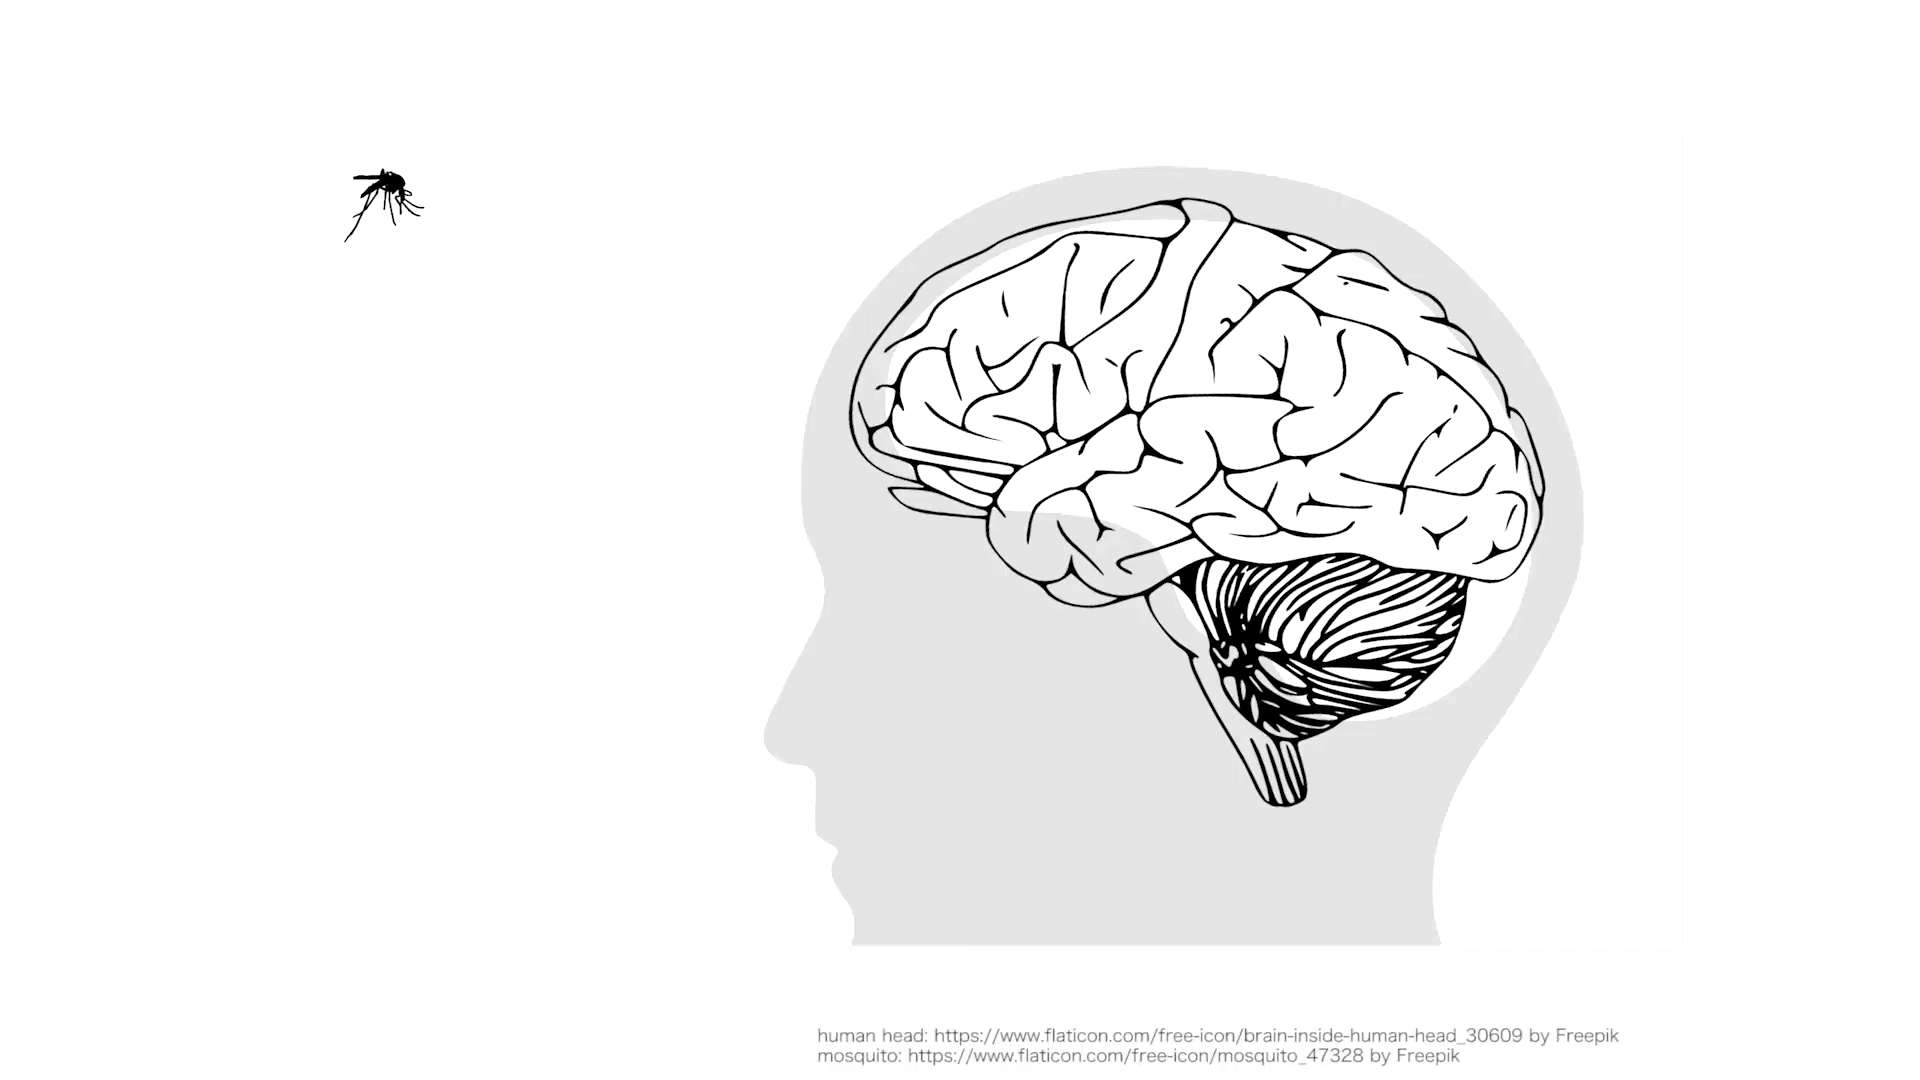 human head: https://www.flaticon.com/free-icon/brain-inside-human-head_30609 by Freepik
mosquito: https://www.flaticon.com/free-icon/mosquito_47328 by Freepik